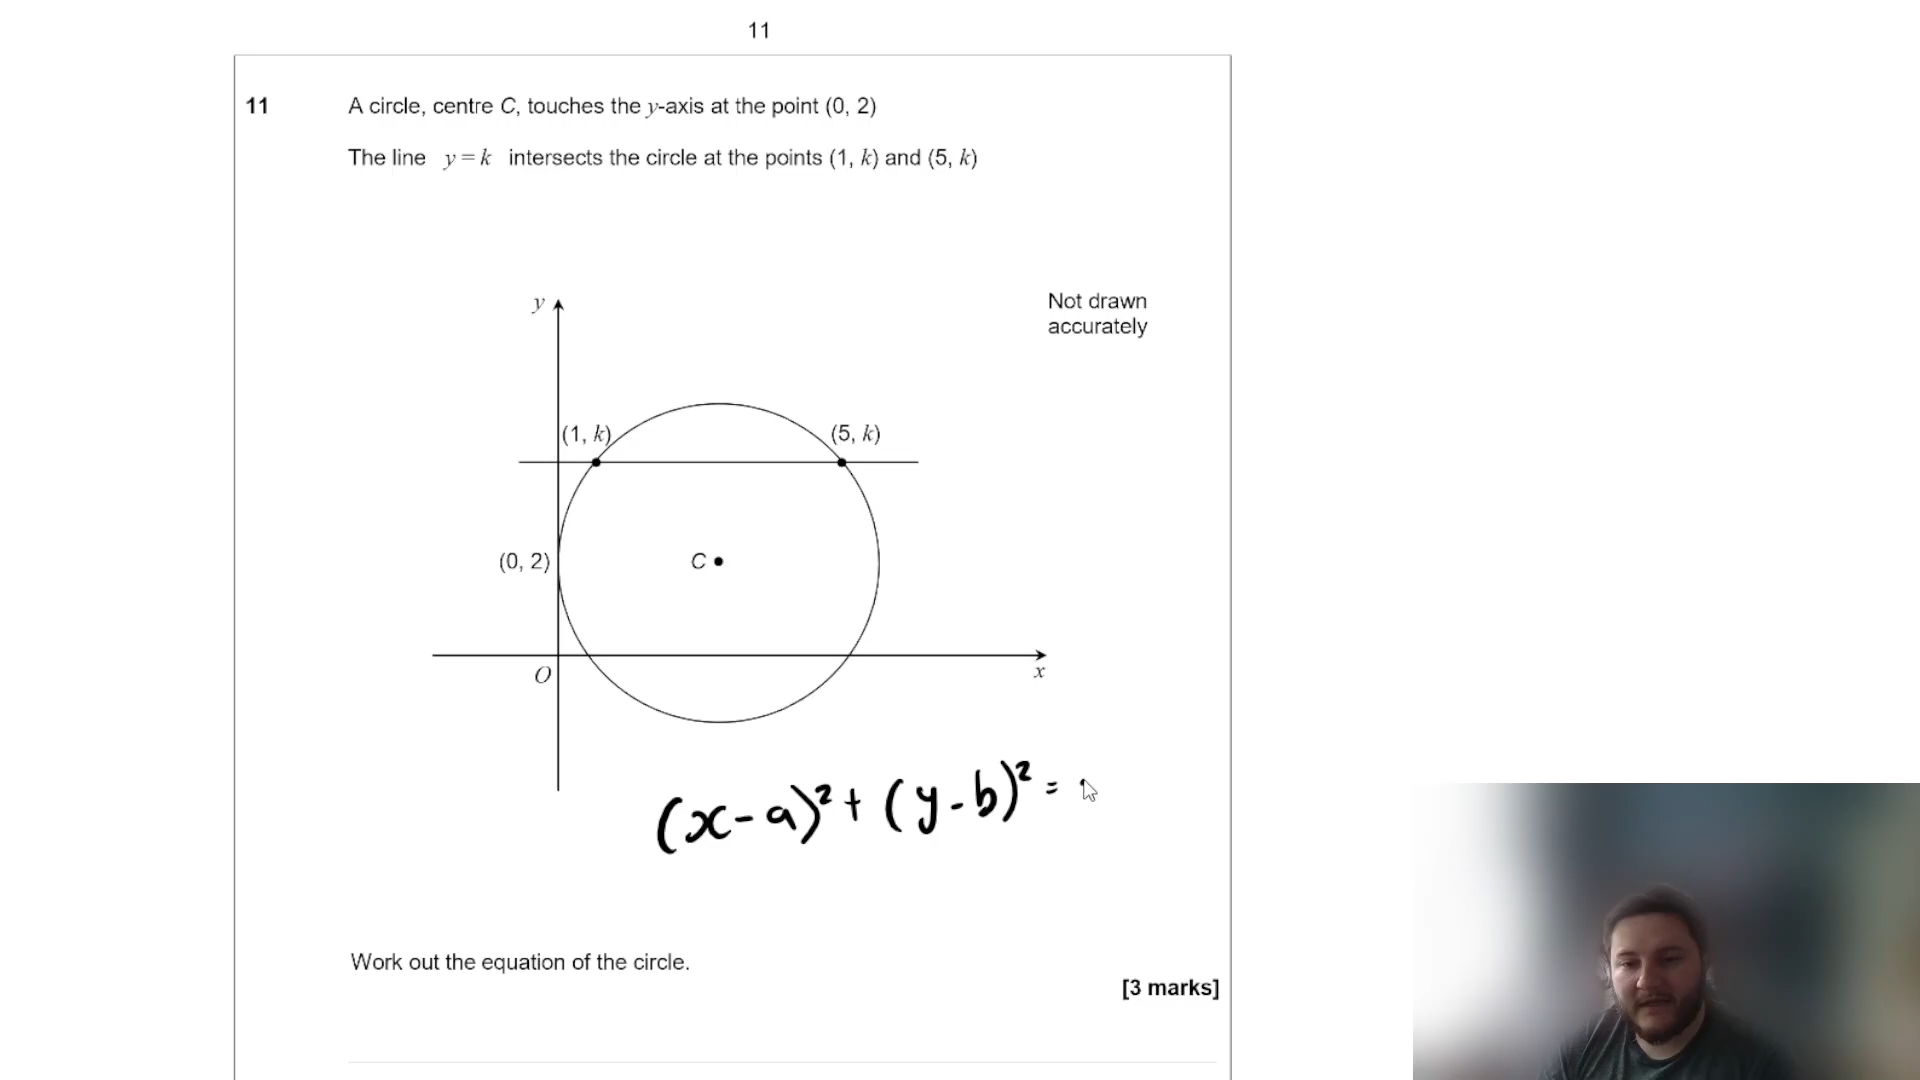 11
11 A circle, centre C, touches the y-axis at the point (0, 2)
The line y = k intersects the circle at the points (1, k) and (5, k)
y
Not drawn
accurately
(1, k) (5, k)
(0, 2) C
O x
(x - a)² + (y - b)² =
Work out the equation of the circle.
[3 marks]